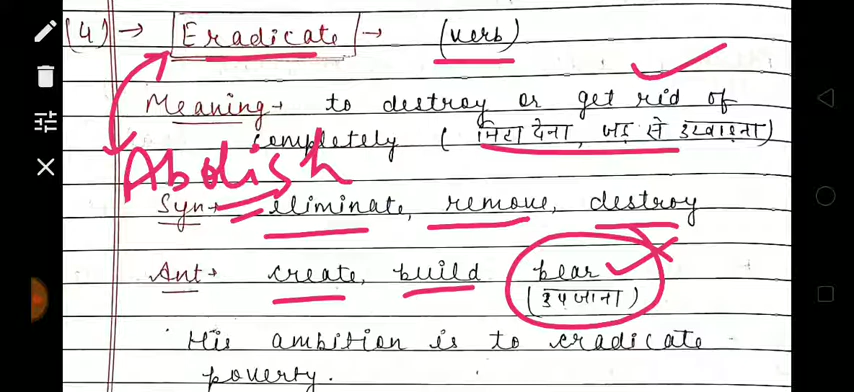 (4) → Eradicate → (verb)
Meaning → to destroy or get rid of
completely ( मिटा देना, जड़ से उखाड़ना)
Abolish
Syn → eliminate, remove, destroy
Ant → create, build bear
(उपजाना)
His ambition is to eradicate
poverty.